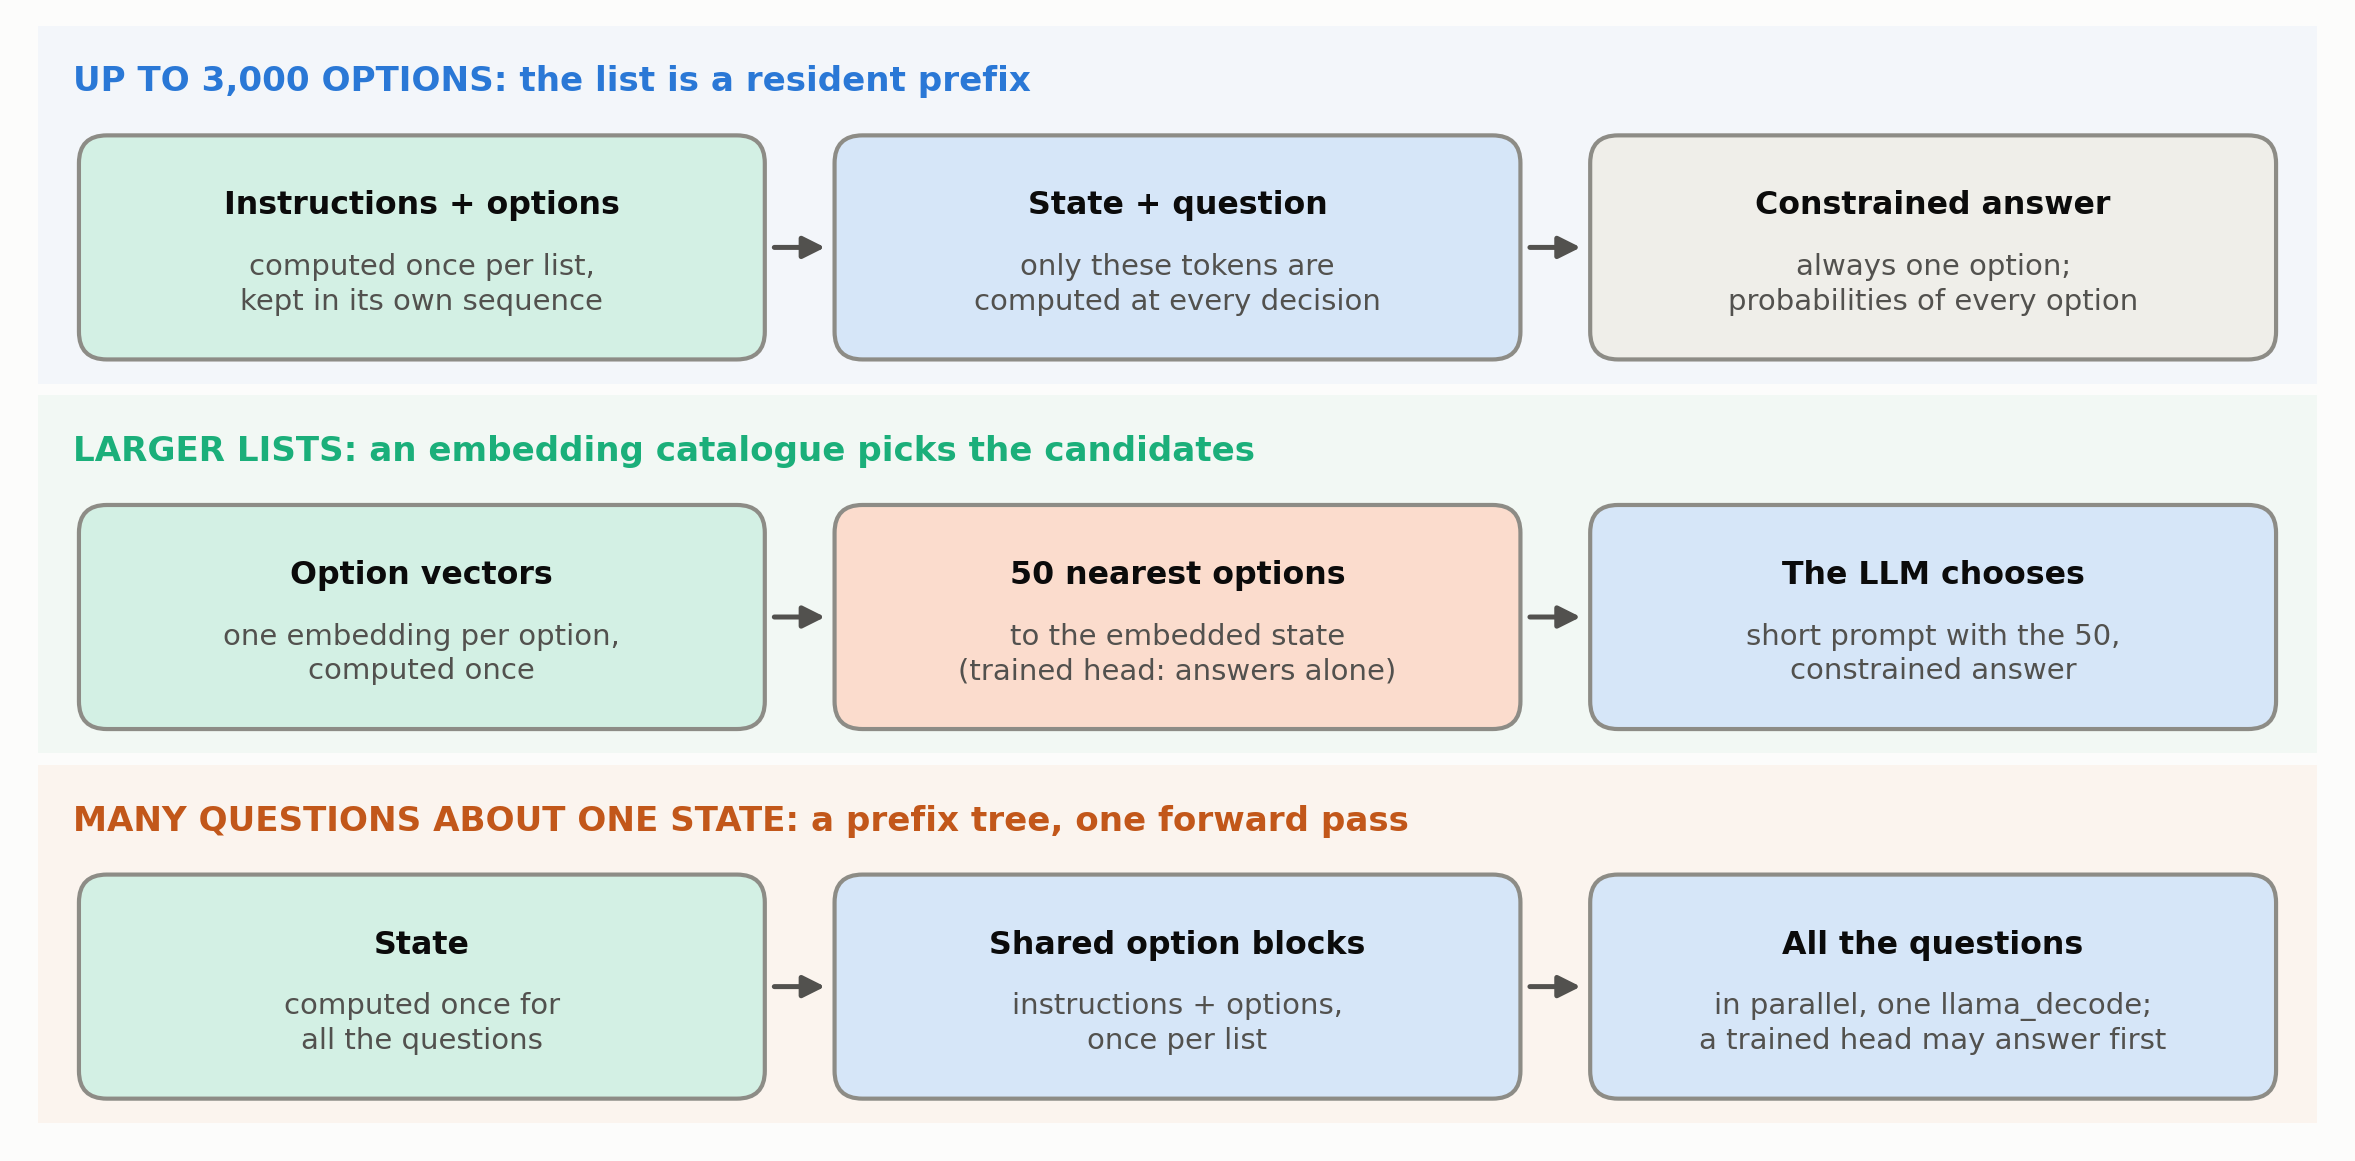 UP TO 3,000 OPTIONS: the list is a resident prefix
Instructions + options
computed once per list,
kept in its own sequence
State + question
only these tokens are
computed at every decision
Constrained answer
always one option;
probabilities of every option
LARGER LISTS: an embedding catalogue picks the candidates
Option vectors
one embedding per option,
computed once
50 nearest options
to the embedded state
(trained head: answers alone)
The LLM chooses
short prompt with the 50,
constrained answer
MANY QUESTIONS ABOUT ONE STATE: a prefix tree, one forward pass
State
computed once for
all the questions
Shared option blocks
instructions + options,
once per list
All the questions
in parallel, one llama_decode;
a trained head may answer first